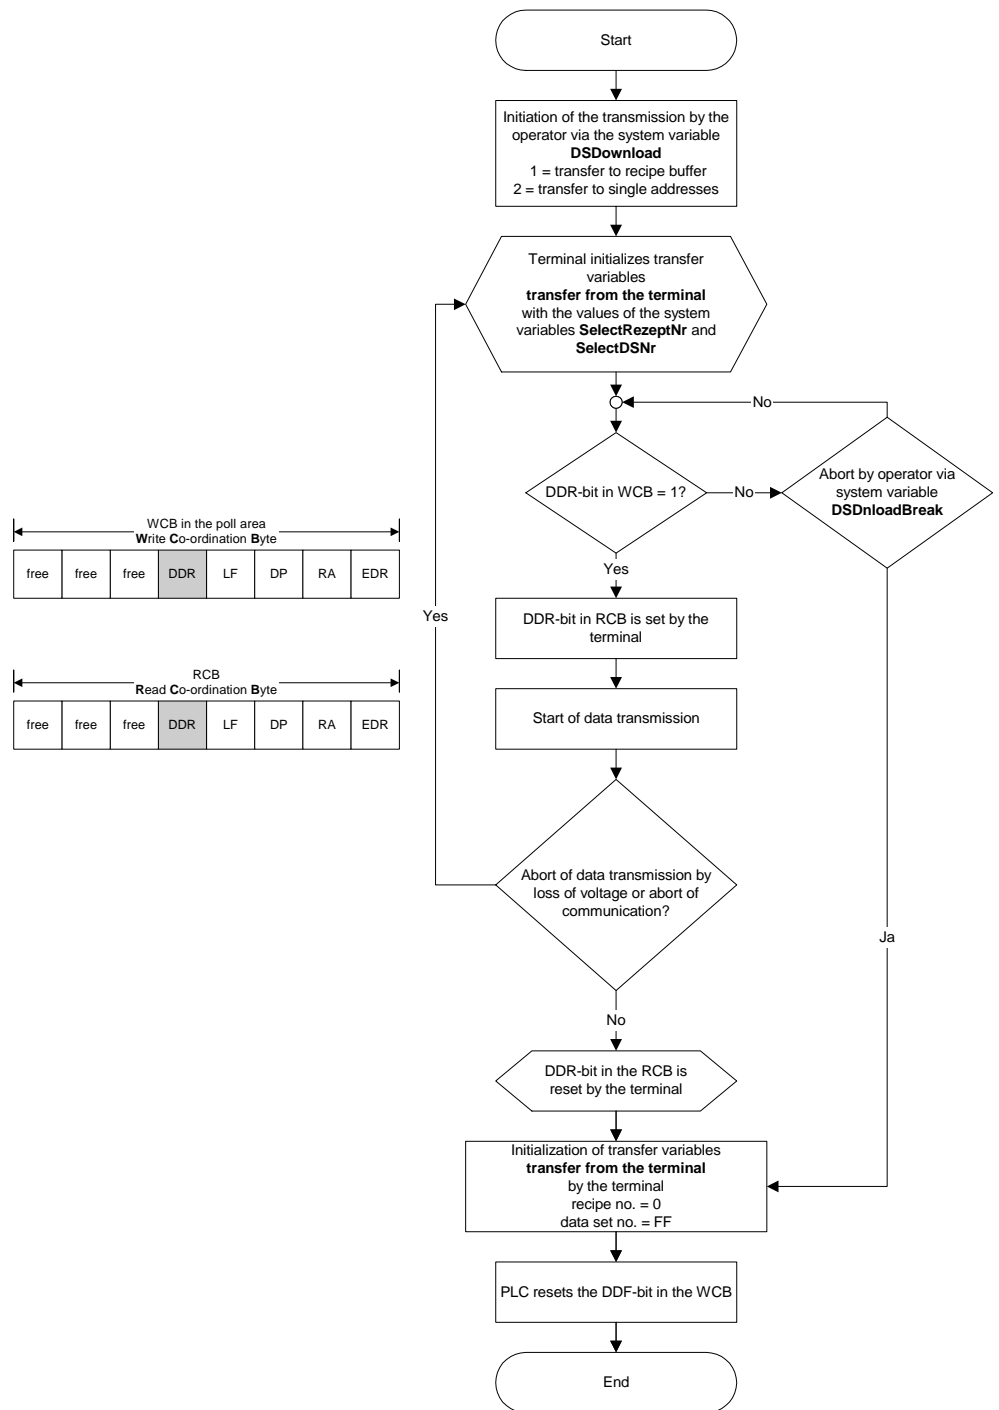 Start
Initiation of the transmission by the
operator via the system variable
DSDownload
1 = transfer to recipe buffer
2 = transfer to single addresses
Terminal initializes transfer
variables
transfer from the terminal
with the values of the system
variables SelectRezeptNr and
SelectDSNr
No
DDR-bit in WCB = 1?
No
Abort by operator via
system variable
DSDnloadBreak
WCB in the poll area
Write Co-ordination Byte
free free free DDR LF DP RA EDR
Yes
DDR-bit in RCB is set by the
terminal
Yes
RCB
Read Co-ordination Byte
free free free DDR LF DP RA EDR
Start of data transmission
Abort of data transmission by
loss of voltage or abort of
communication?
Ja
No
DDR-bit in the RCB is
reset by the terminal
Initialization of transfer variables
transfer from the terminal
by the terminal
recipe no. = 0
data set no. = FF
PLC resets the DDF-bit in the WCB
End